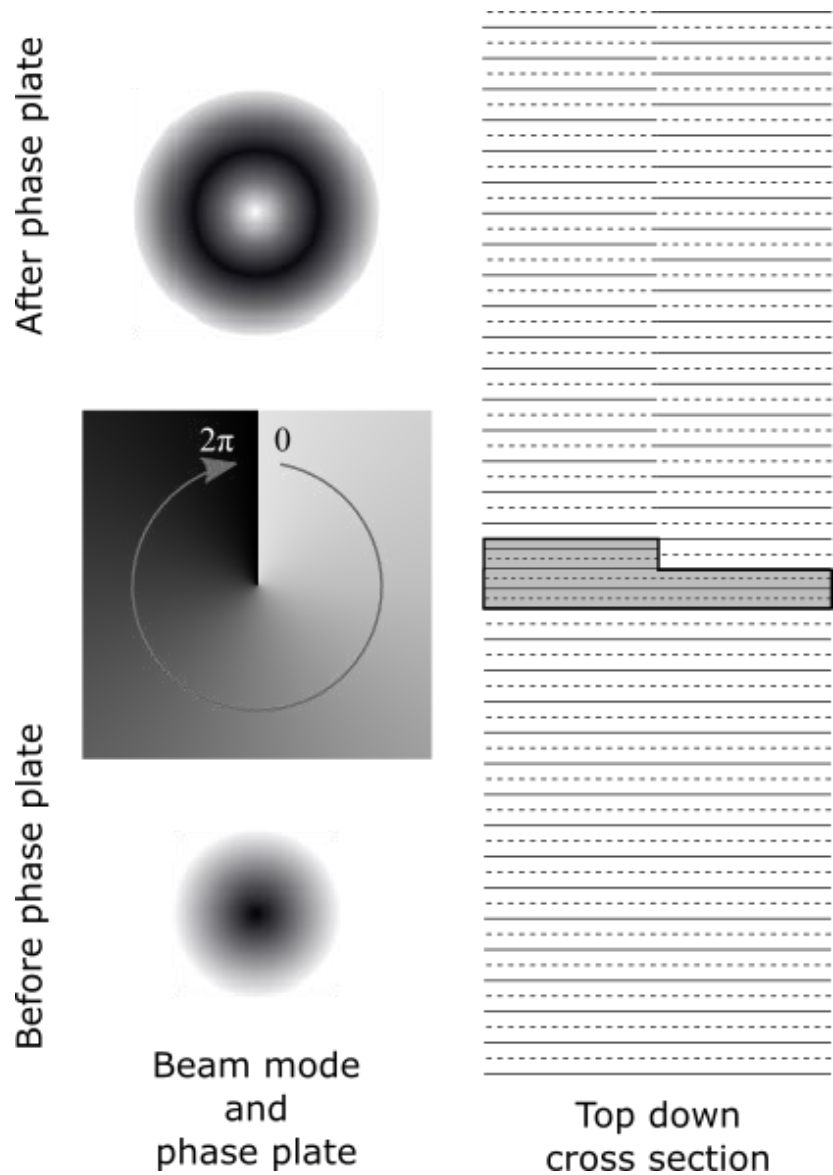 After phase plate
2π 0
Before phase plate
Beam mode
and
phase plate
Top down
cross section